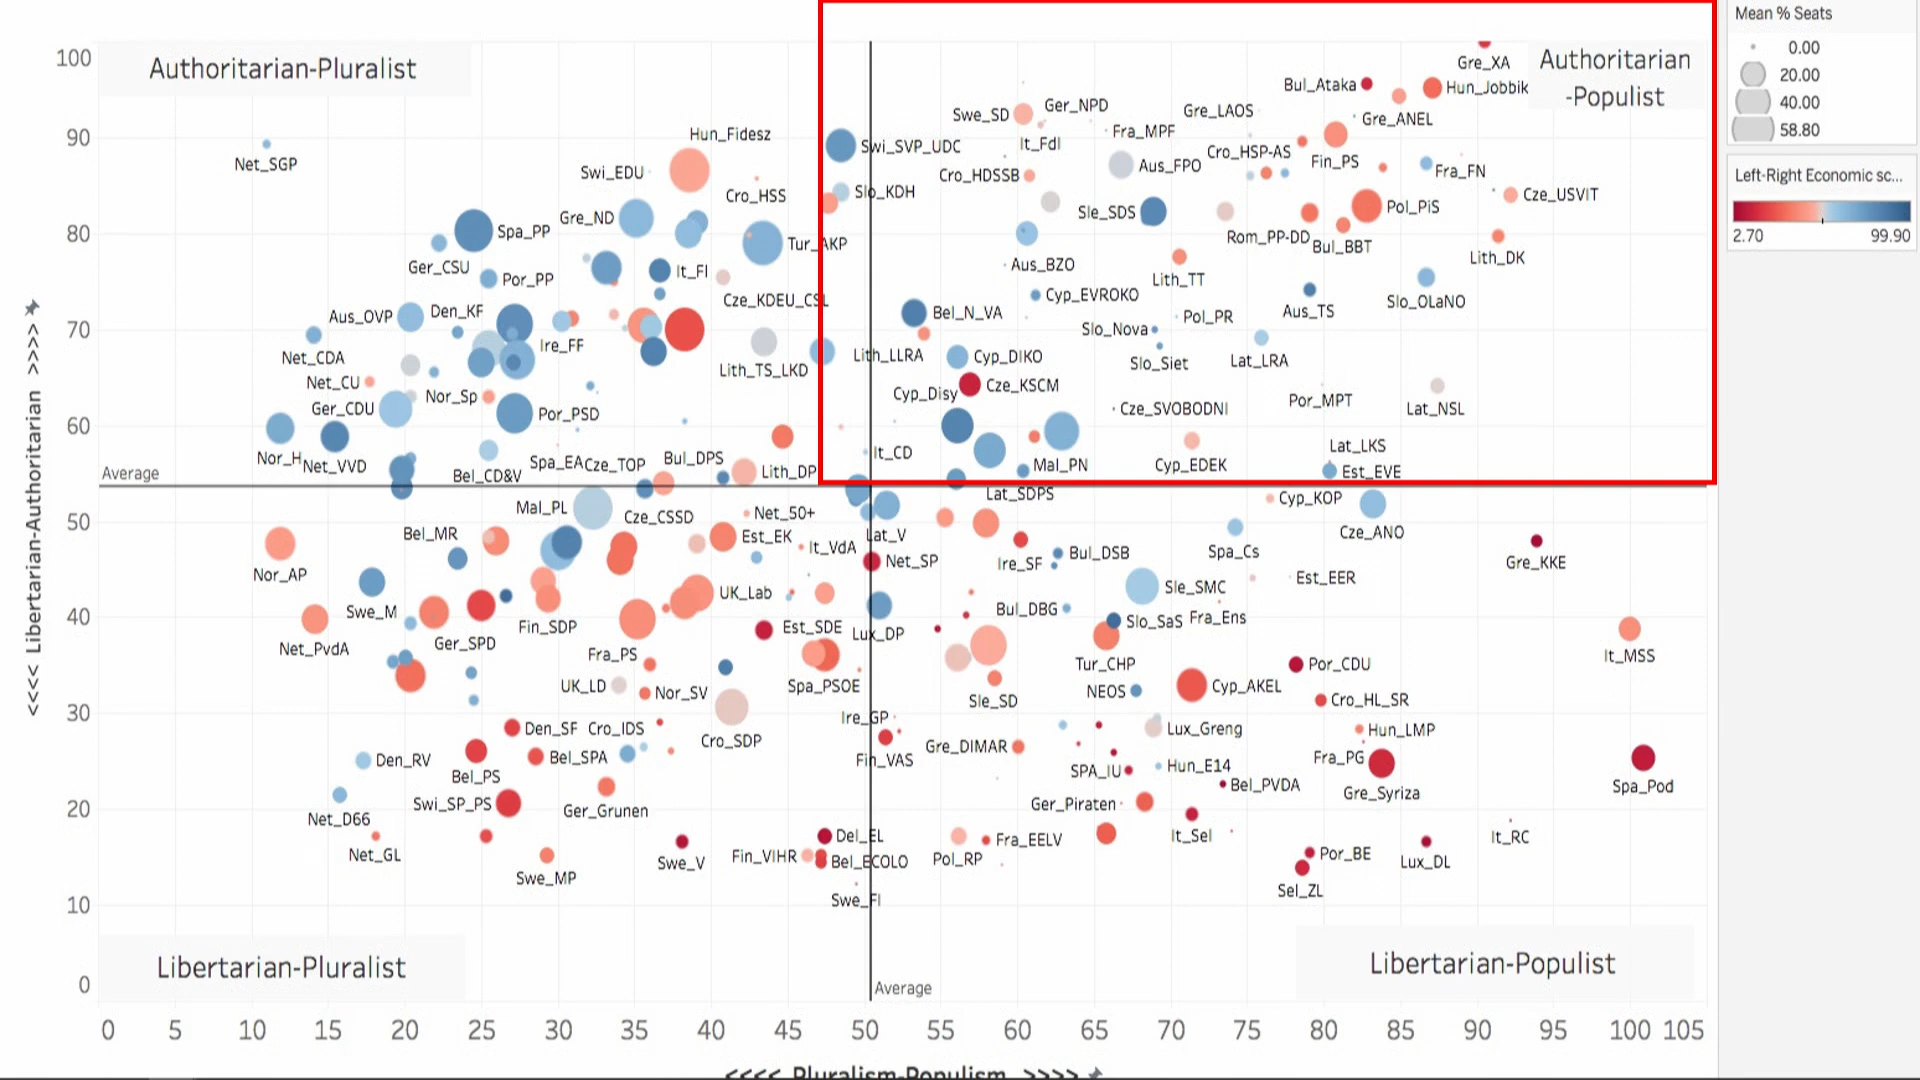 Mean % Seats
0.00
20.00
40.00
58.80
Left-Right Economic sc...
2.70 99.90
Authoritarian-Pluralist
Authoritarian
-Populist
Libertarian-Pluralist
Libertarian-Populist
<<<< Libertarian-Authoritarian >>>>
100
90
80
70
60
50
40
30
20
10
0
Average
Average
Gre_XA
Bul_Ataka
Hun_Jobbik
Swe_SD
Ger_NPD
Gre_LAOS
Gre_ANEL
Hun_Fidesz
Fra_MPF
It_FdI
Swi_SVP_UDC
Net_SGP
Swi_EDU
Cro_HSP-AS
Fin_PS
Aus_FPO
Fra_FN
Cro_HDSSB
Cro_HSS
Slo_KDH
Cze_USVIT
Gre_ND
Sle_SDS
Pol_PiS
Spa_PP
Tur_AKP
Rom_PP-DD
Bul_BBT
Lith_DK
Ger_CSU
Por_PP
It_FI
Aus_BZO
Lith_TT
Cze_KDEU_CSL
Cyp_EVROKO
Slo_OLaNO
Aus_OVP
Den_KF
Bel_N_VA
Pol_PR
Aus_TS
Slo_Nova
Net_CDA
Ire_FF
Lith_LLRA
Cyp_DIKO
Slo_Siet
Lat_LRA
Lith_TS_LKD
Net_CU
Cze_KSCM
Nor_Sp
Cyp_Disy
Ger_CDU
Por_PSD
Cze_SVOBODNI
Por_MPT
Lat_NSL
Nor_H
Net_VVD
Bel_CD&V
Spa_EA
Cze_TOP
Bul_DPS
Lith_DP
It_CD
Mal_PN
Cyp_EDEK
Lat_LKS
Est_EVE
Lat_SDPS
Cyp_KOP
Mal_PL
Cze_CSSD
Net_50+
Bel_MR
Est_EK
It_VdA
Lat_V
Net_SP
Ire_SF
Bul_DSB
Spa_Cs
Cze_ANO
Gre_KKE
Nor_AP
Est_EER
Sle_SMC
Swe_M
UK_Lab
Bul_DBG
Slo_SaS
Fra_Ens
Net_PvdA
Ger_SPD
Fin_SDP
Est_SDE
Lux_DP
Fra_PS
Tur_CHP
Por_CDU
It_MSS
UK_LD
Nor_SV
Spa_PSOE
Sle_SD
NEOS
Cyp_AKEL
Cro_HL_SR
Den_SF
Cro_IDS
Cro_SDP
Ire_GP
Lux_Greng
Hun_LMP
Den_RV
Bel_SPA
Bel_PS
Fin_VAS
Gre_DIMAR
SPA_IU
Hun_E14
Fra_PG
Bel_PVDA
Gre_Syriza
Spa_Pod
Net_D66
Swi_SP_PS
Ger_Grunen
Ger_Piraten
Net_GL
Swe_V
Del_EL
Fin_VIHR
Bel_ECOLO
Pol_RP
Fra_EELV
It_Sel
It_RC
Swe_MP
Por_BE
Lux_DL
Sel_ZL
Swe_FI
0 5 10 15 20 25 30 35 40 45 50 55 60 65 70 75 80 85 90 95 100 105
<<<< Pluralism-Populism >>>>